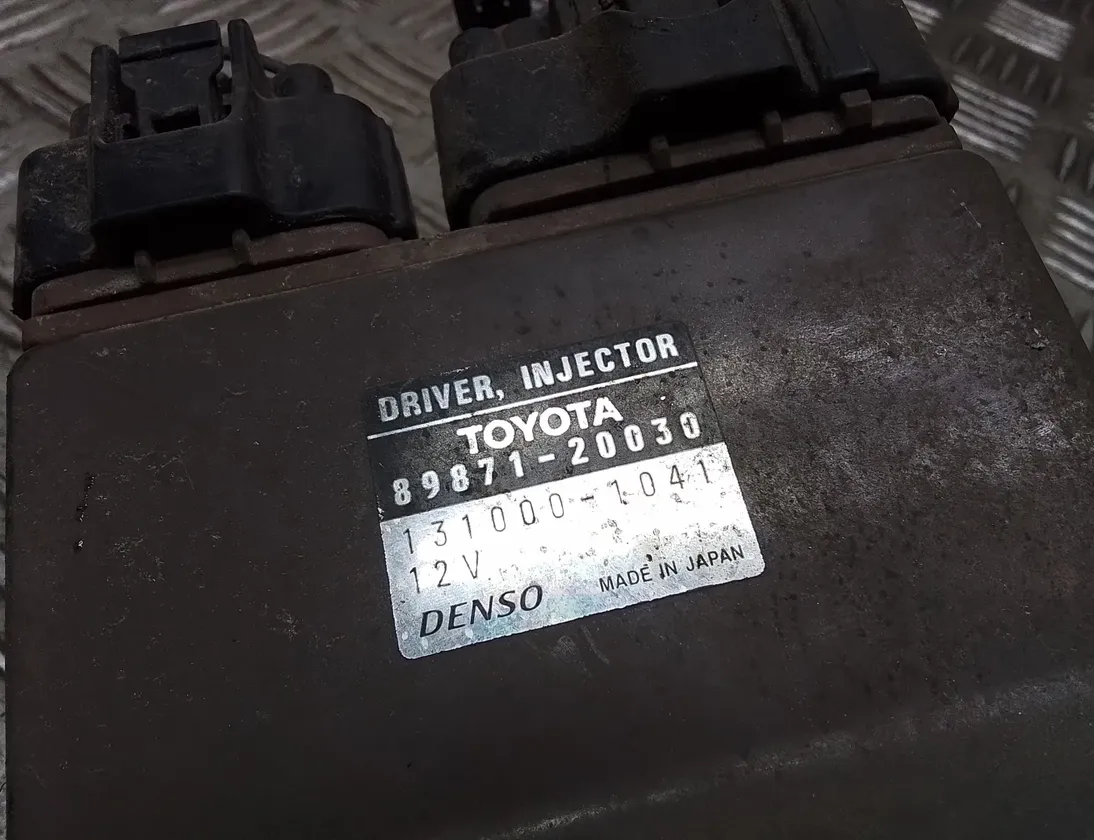 DRIVER, INJECTOR
TOYOTA
89871-20030
131000-1041
12V
DENSO MADE IN JAPAN